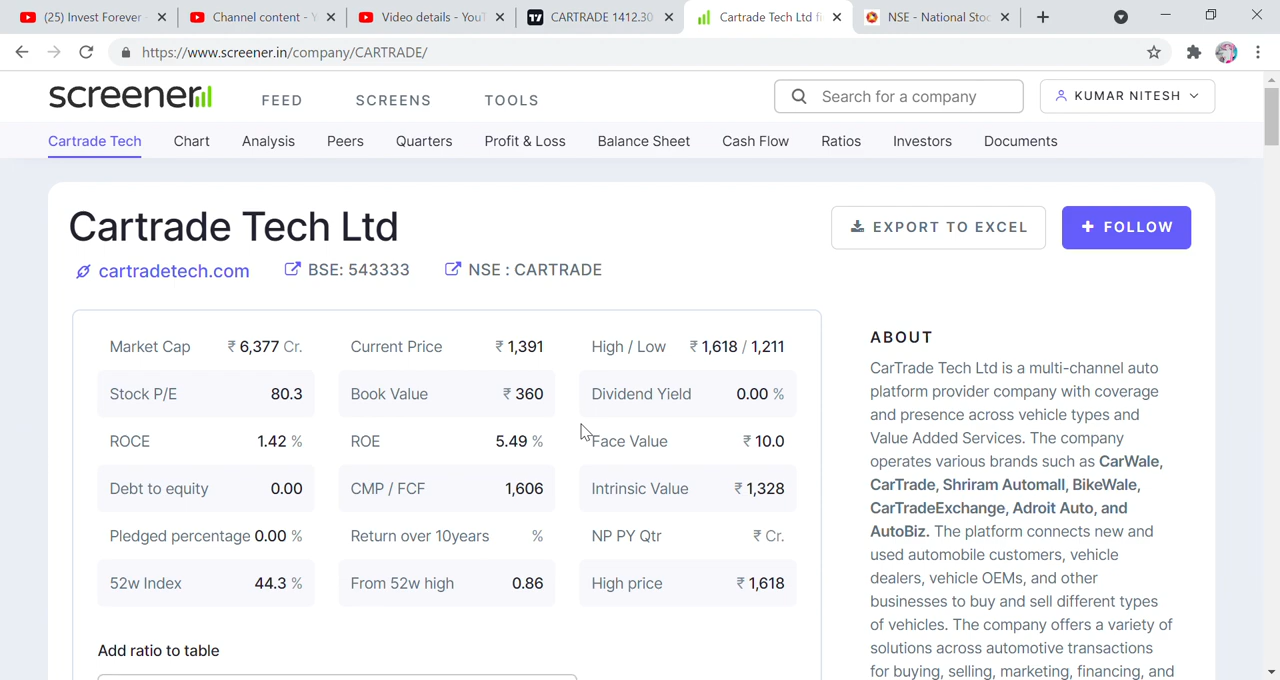 (25) Invest Forever -
Channel content - Y
Video details - YouT
CARTRADE 1412.30
Cartrade Tech Ltd fi
NSE - National Stoc
https://www.screener.in/company/CARTRADE/
screener
FEED
SCREENS
TOOLS
Search for a company
KUMAR NITESH
Cartrade Tech
Chart
Analysis
Peers
Quarters
Profit & Loss
Balance Sheet
Cash Flow
Ratios
Investors
Documents
Cartrade Tech Ltd
EXPORT TO EXCEL
FOLLOW
cartradetech.com
BSE: 543333
NSE : CARTRADE
Market Cap ₹ 6,377 Cr.
Current Price ₹ 1,391
High / Low ₹ 1,618 / 1,211
Stock P/E 80.3
Book Value ₹ 360
Dividend Yield 0.00 %
ROCE 1.42 %
ROE 5.49 %
Face Value ₹ 10.0
Debt to equity 0.00
CMP / FCF 1,606
Intrinsic Value ₹ 1,328
Pledged percentage 0.00 %
Return over 10years %
NP PY Qtr ₹ Cr.
52w Index 44.3 %
From 52w high 0.86
High price ₹ 1,618
Add ratio to table
ABOUT
CarTrade Tech Ltd is a multi-channel auto
platform provider company with coverage
and presence across vehicle types and
Value Added Services. The company
operates various brands such as CarWale,
CarTrade, Shriram Automall, BikeWale,
CarTradeExchange, Adroit Auto, and
AutoBiz. The platform connects new and
used automobile customers, vehicle
dealers, vehicle OEMs, and other
businesses to buy and sell different types
of vehicles. The company offers a variety of
solutions across automotive transactions
for buying, selling, marketing, financing, and